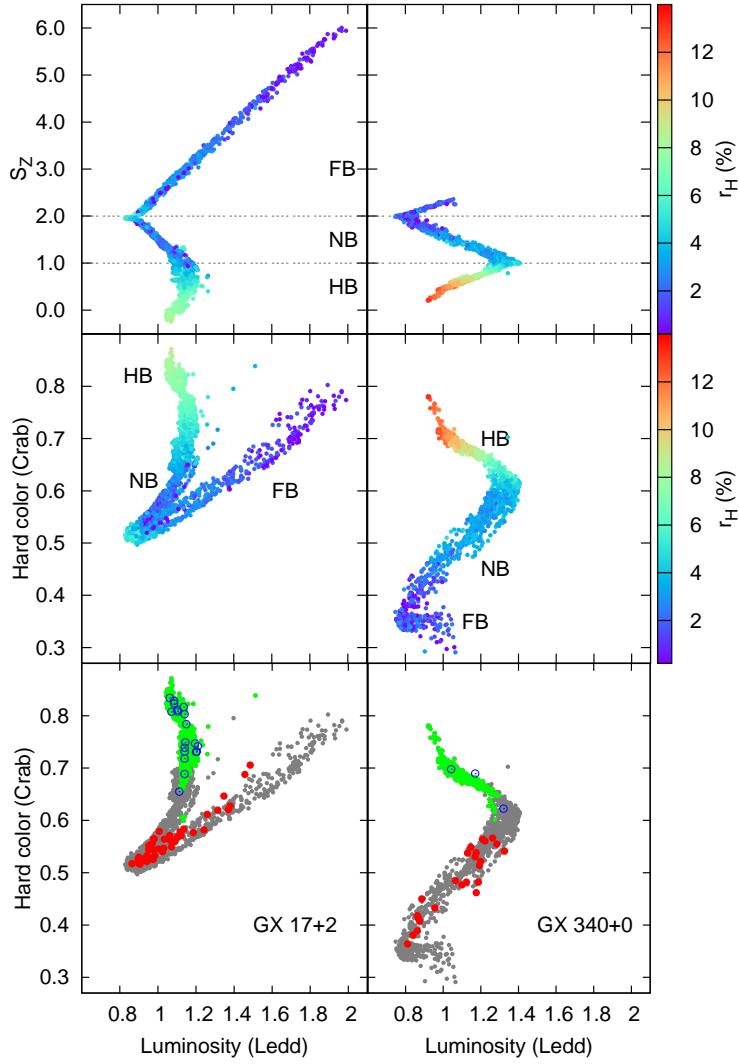 6.0
5.0
4.0
3.0
2.0
1.0
0.0
S_Z
FB
NB
HB
12
10
8
6
4
2
r_H (%)
0.8
0.7
0.6
0.5
0.4
0.3
Hard color (Crab)
HB
NB
FB
HB
NB
FB
12
10
8
6
4
2
r_H (%)
0.8
0.7
0.6
0.5
0.4
0.3
Hard color (Crab)
GX 17+2
GX 340+0
0.8 1 1.2 1.4 1.6 1.8 2
0.8 1 1.2 1.4 1.6 1.8 2
Luminosity (Ledd)
Luminosity (Ledd)